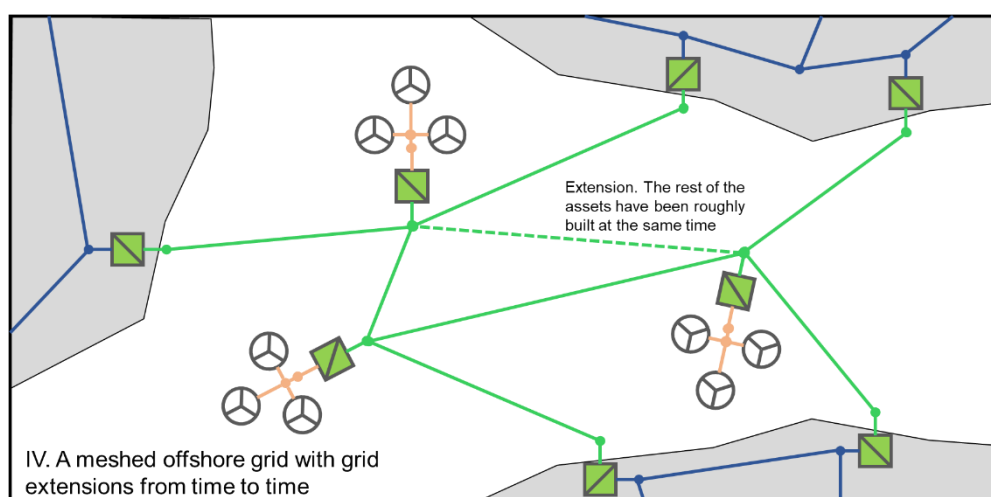 Extension. The rest of the
assets have been roughly
built at the same time
IV. A meshed offshore grid with grid
extensions from time to time